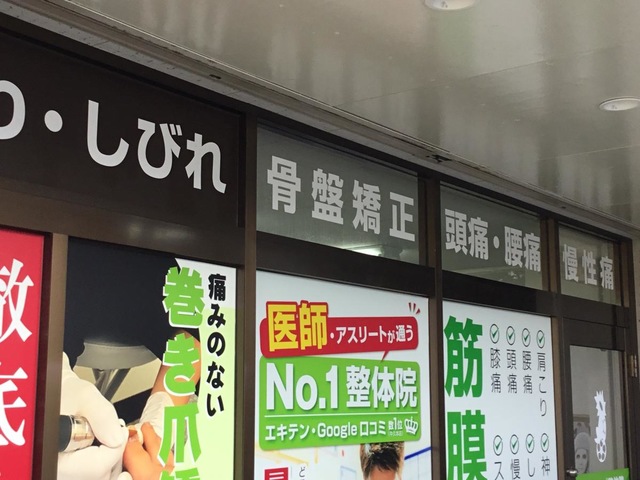 ・しびれ
骨盤矯正
頭痛・腰痛
慢性痛
徹底
痛みのない
巻き爪
医師・アスリートが通う
No.1整体院
エキテン・Google口コミ
筋膜
肩こり
腰痛
頭痛
膝痛